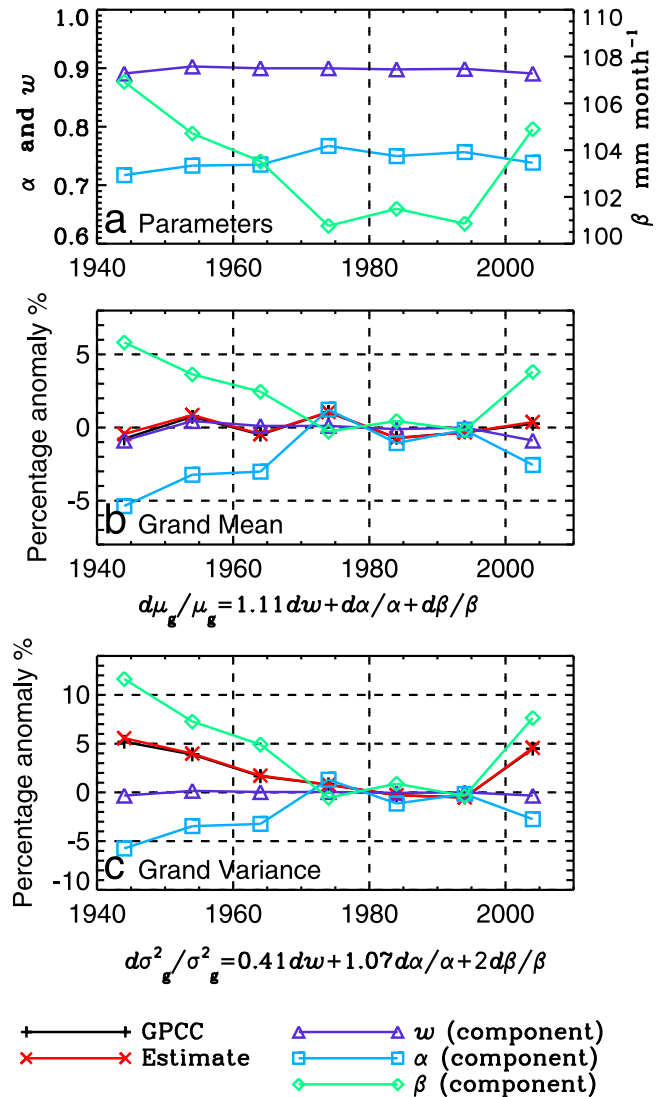 1.0
0.9
0.8
0.7
0.6
α and w
110
108
106
104
102
100
β mm month⁻¹
a Parameters
1940 1960 1980 2000
Percentage anomaly %
5
0
-5
b Grand Mean
1940 1960 1980 2000
dμg/μg=1.11dw+dα/α+dβ/β
Percentage anomaly %
10
5
0
-5
-10
c Grand Variance
1940 1960 1980 2000
dσ²g/σ²g=0.41dw+1.07dα/α+2dβ/β
GPCC
Estimate
w (component)
α (component)
β (component)